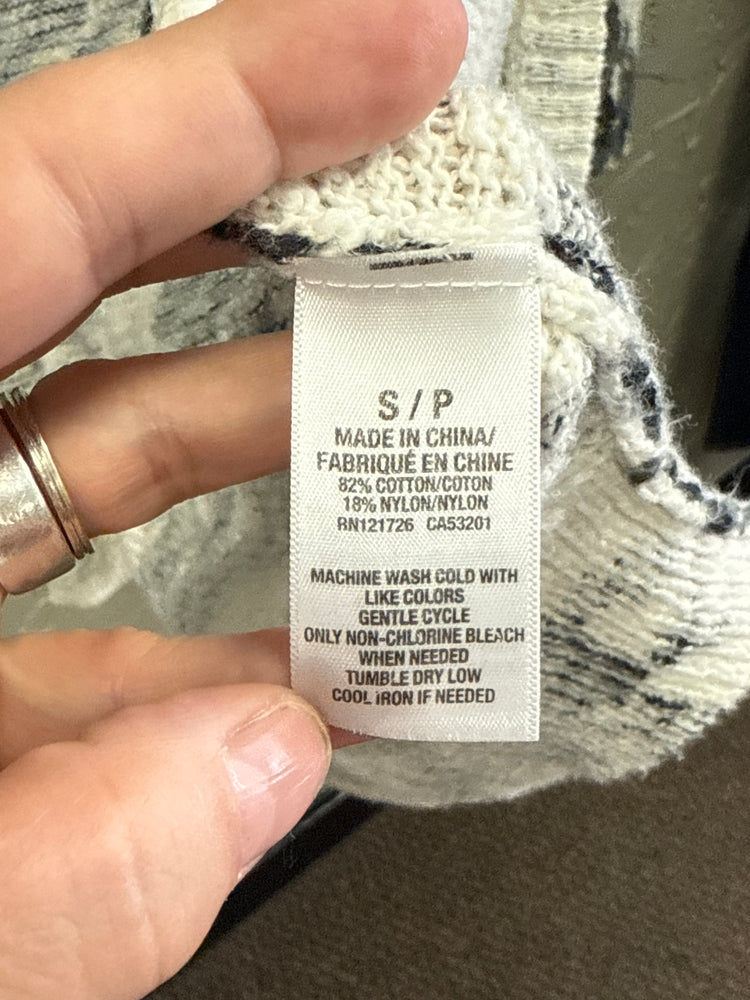 S / P
MADE IN CHINA/
FABRIQUÉ EN CHINE
82% COTTON/COTON
18% NYLON/NYLON
RN121726 CA53201
MACHINE WASH COLD WITH
LIKE COLORS
GENTLE CYCLE
ONLY NON-CHLORINE BLEACH
WHEN NEEDED
TUMBLE DRY LOW
COOL IRON IF NEEDED